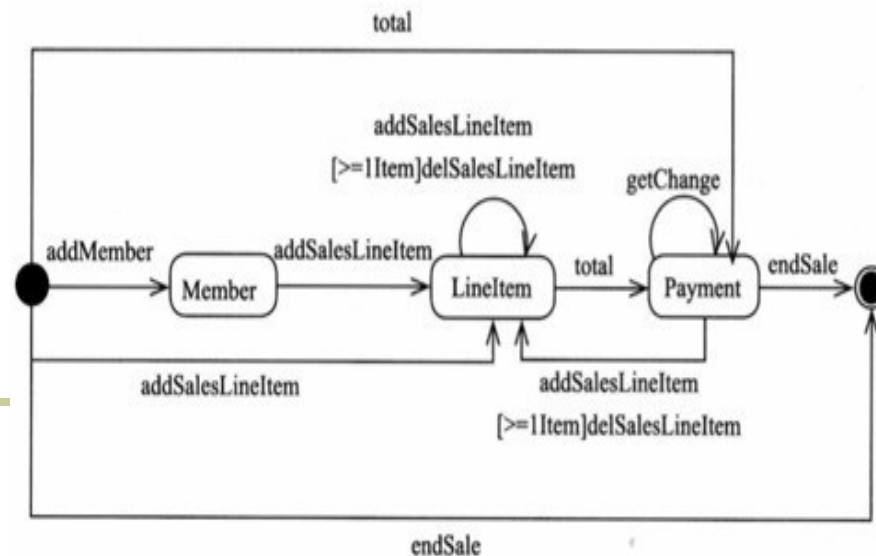 total
addSalesLineItem
[>=1Item]delSalesLineItem
getChange
addMember
addSalesLineItem
total
endSale
Member
LineItem
Payment
addSalesLineItem
addSalesLineItem
[>=1Item]delSalesLineItem
endSale